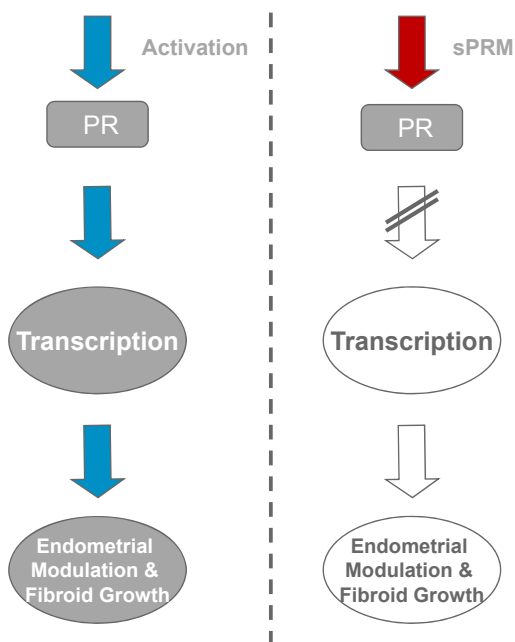 Activation
PR
Transcription
Endometrial
Modulation &
Fibroid Growth
sPRM
PR
Transcription
Endometrial
Modulation &
Fibroid Growth